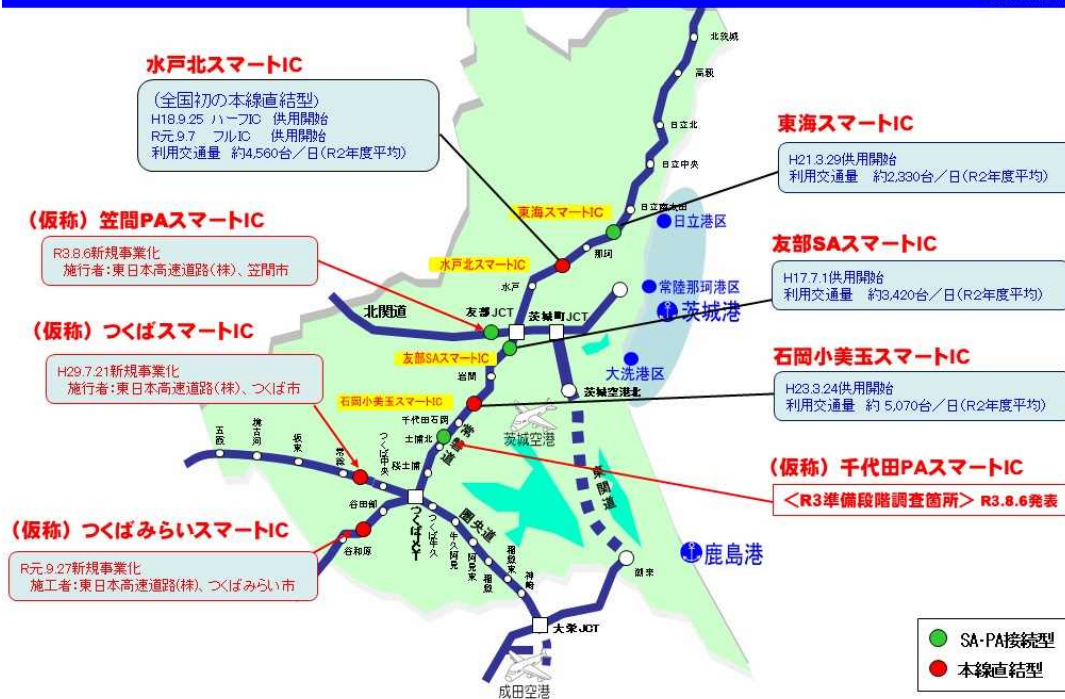 水戸北スマートIC
(全国初の本線直結型)
H18.9.25 ハーフIC 供用開始
R元.9.7 フルIC 供用開始
利用交通量 約4,560台/日(R2年度平均)
東海スマートIC
H21.3.29供用開始
利用交通量 約2,330台/日(R2年度平均)
(仮称) 笠間PAスマートIC
R3.8.6新規事業化
施行者:東日本高速道路(株)、笠間市
友部SAスマートIC
H17.7.1供用開始
利用交通量 約3,420台/日(R2年度平均)
(仮称) つくばスマートIC
H29.7.21新規事業化
施行者:東日本高速道路(株)、つくば市
石岡小美玉スマートIC
H23.3.24供用開始
利用交通量 約 5,070台/日(R2年度平均)
(仮称) 千代田PAスマートIC
<R3準備段階調査箇所> R3.8.6発表
(仮称) つくばみらいスマートIC
R元.9.27新規事業化
施工者:東日本高速道路(株)、つくばみらい市
北茨城
高萩
日立北
日立中央
日立南太田
東海スマートIC
日立港区
那珂
水戸北スマートIC
水戸
常陸那珂港区
茨城港
北関道
友部JCT
茨城町JCT
友部SAスマートIC
大洗港区
岩間
茨城空港北
石岡小美玉スマートIC
千代田石岡
茨城空港
土浦北
常磐道
桜土浦
五霞
境古河
坂東
常総
つくば中央
谷田部
谷和原
つくばJCT
つくば牛久
圏央道
牛久阿見
阿見東
稲敷
稲敷東
神崎
東関道
潮来
鹿島港
大栄JCT
成田空港
SA・PA接続型
本線直結型